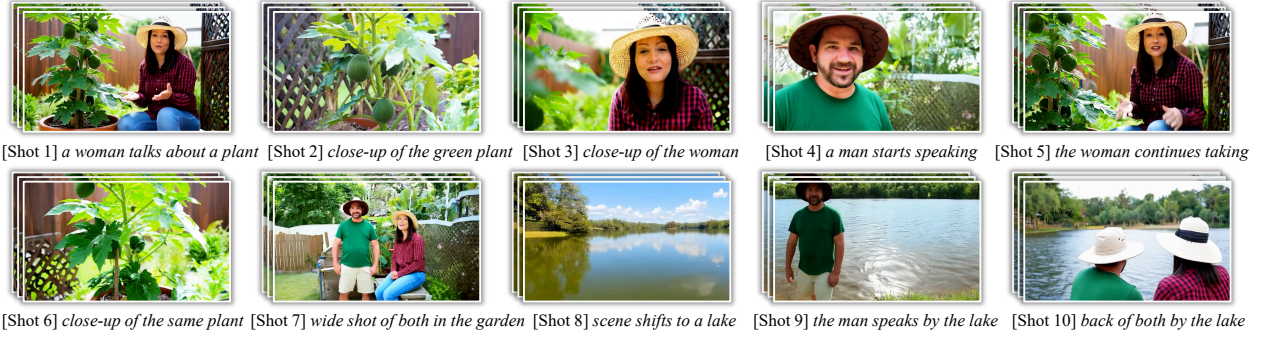 [Shot 1] a woman talks about a plant
[Shot 2] close-up of the green plant
[Shot 3] close-up of the woman
[Shot 4] a man starts speaking
[Shot 5] the woman continues taking
[Shot 6] close-up of the same plant
[Shot 7] wide shot of both in the garden
[Shot 8] scene shifts to a lake
[Shot 9] the man speaks by the lake
[Shot 10] back of both by the lake